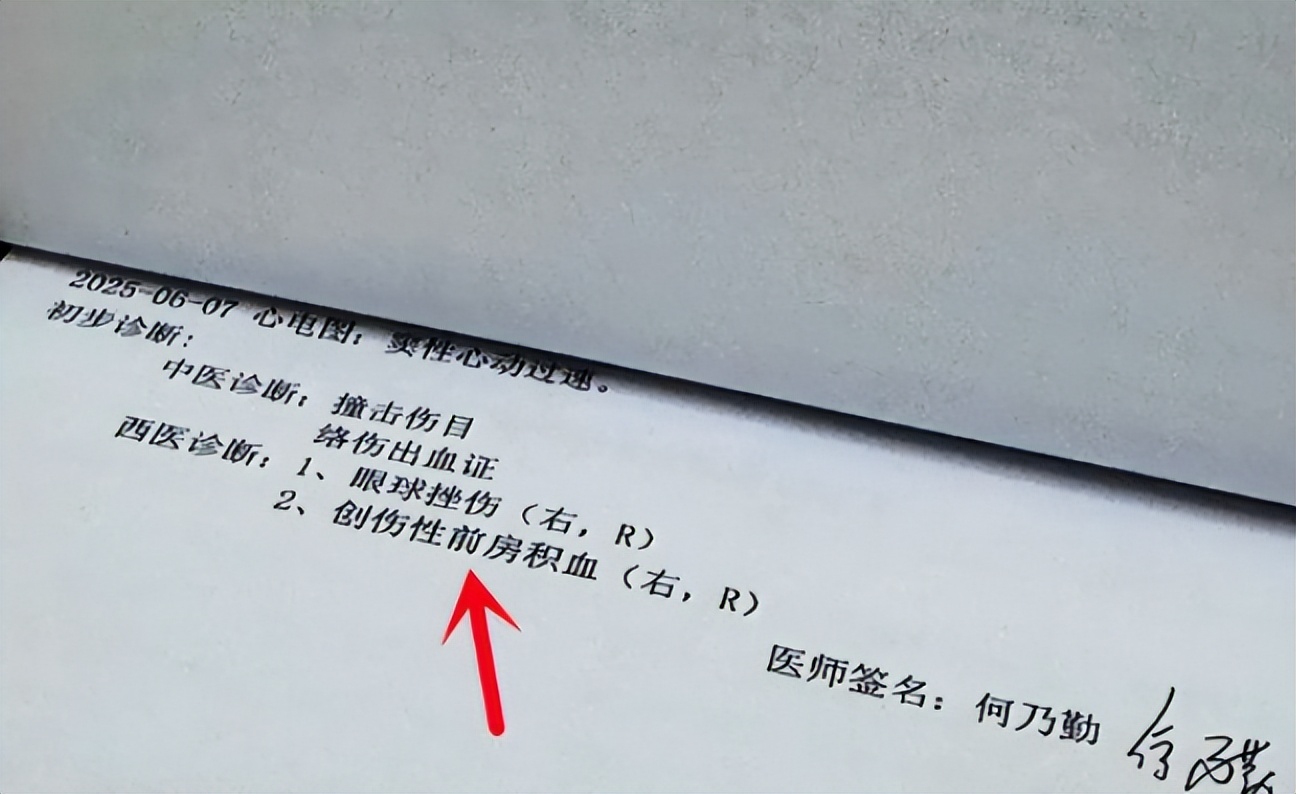 2025-06-07 心电图：窦性心动过速。
初步诊断：
中医诊断：撞击伤目
络伤出血证
西医诊断：1、眼球挫伤（右，R）
2、创伤性前房积血（右，R）
医师签名：何乃勤